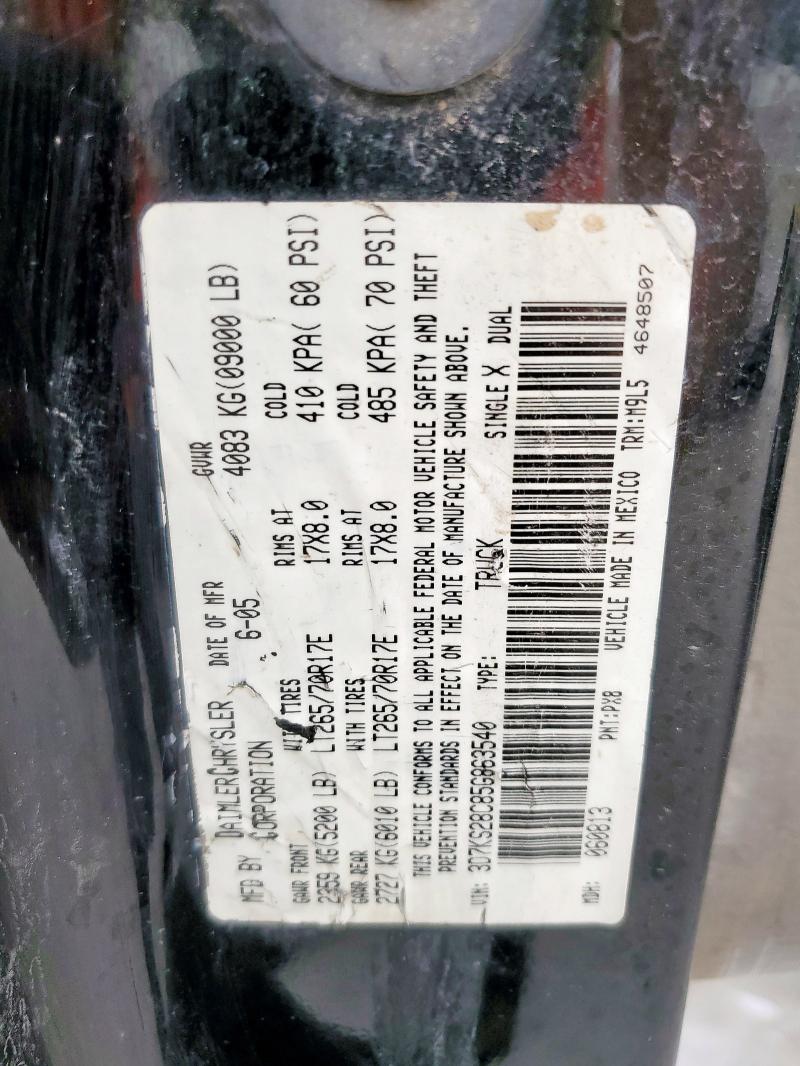 MFD BY DAIMLERCHRYSLER CORPORATION DATE OF MFR 6-05 GVWR 4083 KG(09000 LB)
GAWR FRONT WITH TIRES RIMS AT COLD
2359 KG(5200 LB) LT265/70R17E 17X8.0 410 KPA( 60 PSI)
GAWR REAR WITH TIRES RIMS AT COLD
2727 KG(6010 LB) LT265/70R17E 17X8.0 485 KPA( 70 PSI)
THIS VEHICLE CONFORMS TO ALL APPLICABLE FEDERAL MOTOR VEHICLE SAFETY AND THEFT
PREVENTION STANDARDS IN EFFECT ON THE DATE OF MANUFACTURE SHOWN ABOVE.
VIN: 3D7KS28C85G863540 TYPE: TRUCK SINGLE X DUAL
MDH: 060813 PNT:PX8 VEHICLE MADE IN MEXICO TRM:M9L5 4648507